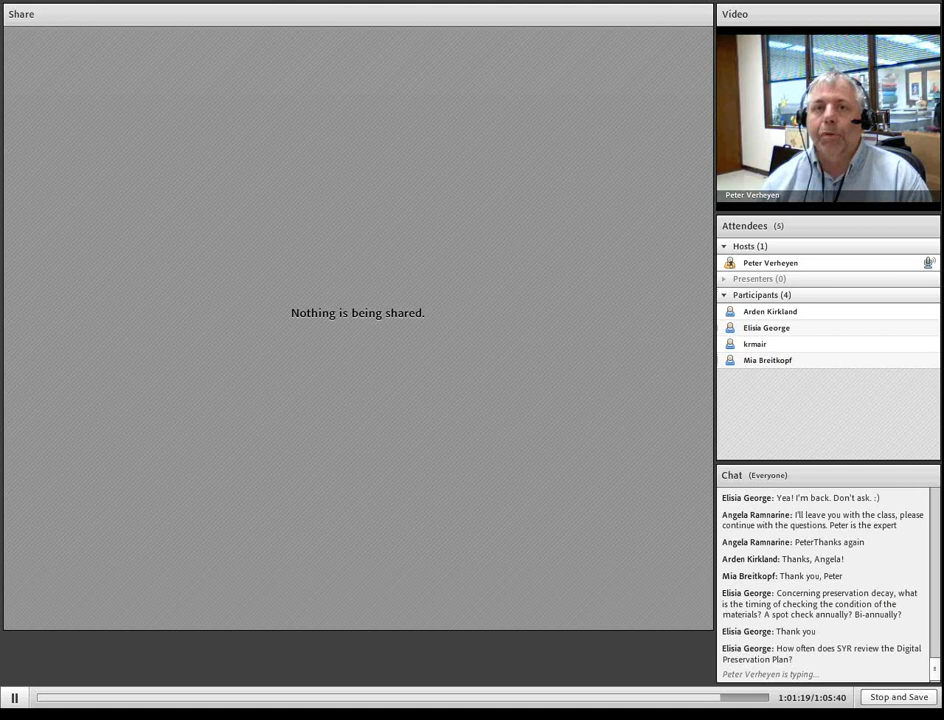 Share
Nothing is being shared.
Video
Peter Verheyen
Attendees (5)
Hosts (1)
Peter Verheyen
Presenters (0)
Participants (4)
Arden Kirkland
Elisia George
krmair
Mia Breitkopf
Chat (Everyone)
Elisia George: Yea! I'm back. Don't ask. :)
Angela Ramnarine: I'll leave you with the class, please
continue with the questions. Peter is the expert
Angela Ramnarine: PeterThanks again
Arden Kirkland: Thanks, Angela!
Mia Breitkopf: Thank you, Peter
Elisia George: Concerning preservation decay, what
is the timing of checking the condition of the
materials? A spot check annually? Bi-annually?
Elisia George: Thank you
Elisia George: How often does SYR review the Digital
Preservation Plan?
Peter Verheyen is typing...
1:01:19/1:05:40
Stop and Save